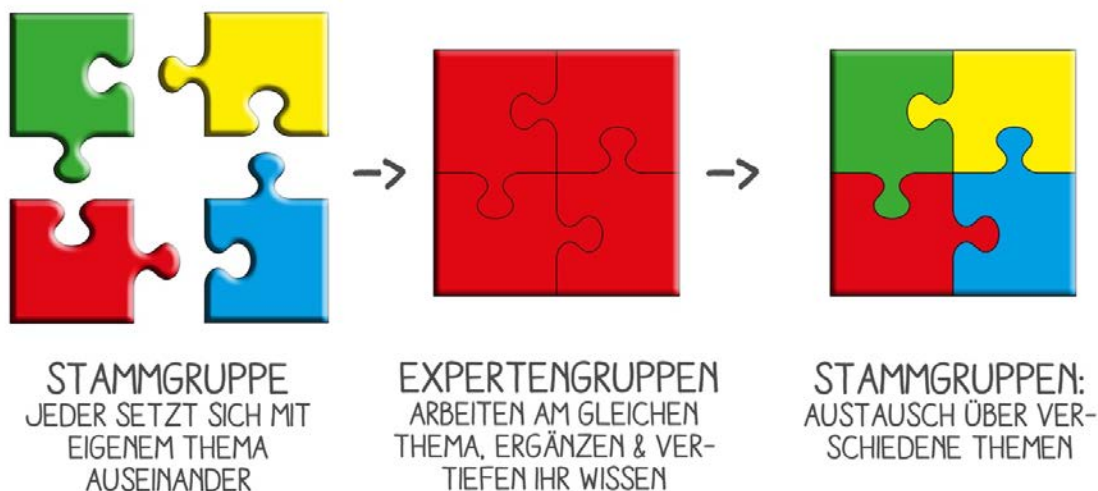 STAMMGRUPPE
JEDER SETZT SICH MIT
EIGENEM THEMA
AUSEINANDER
EXPERTENGRUPPEN
ARBEITEN AM GLEICHEN
THEMA, ERGÄNZEN & VER-
TIEFEN IHR WISSEN
STAMMGRUPPEN:
AUSTAUSCH ÜBER VER-
SCHIEDENE THEMEN